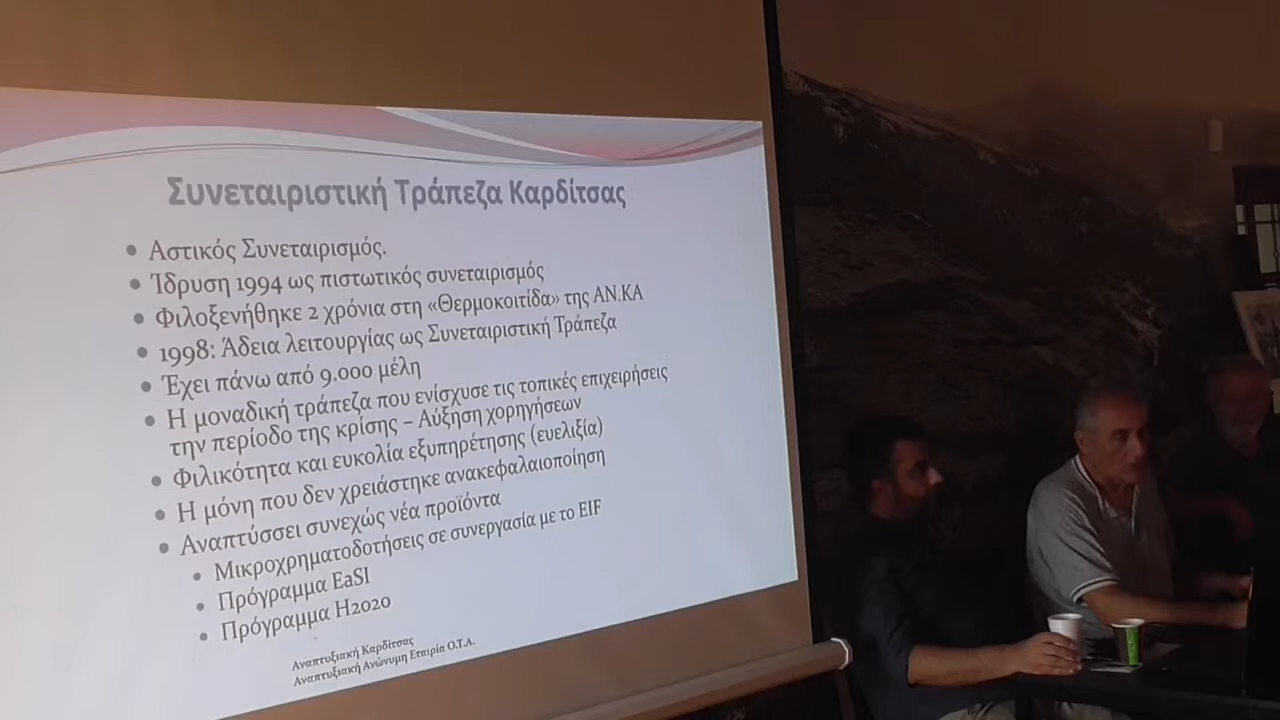 Συνεταιριστική Τράπεζα Καρδίτσας
• Αστικός Συνεταιρισμός.
• Ίδρυση 1994 ως πιστωτικός συνεταιρισμός
• Φιλοξενήθηκε 2 χρόνια στη «Θερμοκοιτίδα» της ΑΝ.ΚΑ
• 1998: Άδεια λειτουργίας ως Συνεταιριστική Τράπεζα
• Έχει πάνω από 9.000 μέλη
• Η μοναδική τράπεζα που ενίσχυσε τις τοπικές επιχειρήσεις
την περίοδο της κρίσης – Αύξηση χορηγήσεων
• Φιλικότητα και ευκολία εξυπηρέτησης (ευελιξία)
• Η μόνη που δεν χρειάστηκε ανακεφαλαιοποίηση
• Αναπτύσσει συνεχώς νέα προϊόντα
• Μικροχρηματοδοτήσεις σε συνεργασία με το EIF
• Πρόγραμμα EaSI
• Πρόγραμμα H2020
Αναπτυξιακή Καρδίτσας
Αναπτυξιακή Ανώνυμη Εταιρία Ο.Τ.Α.